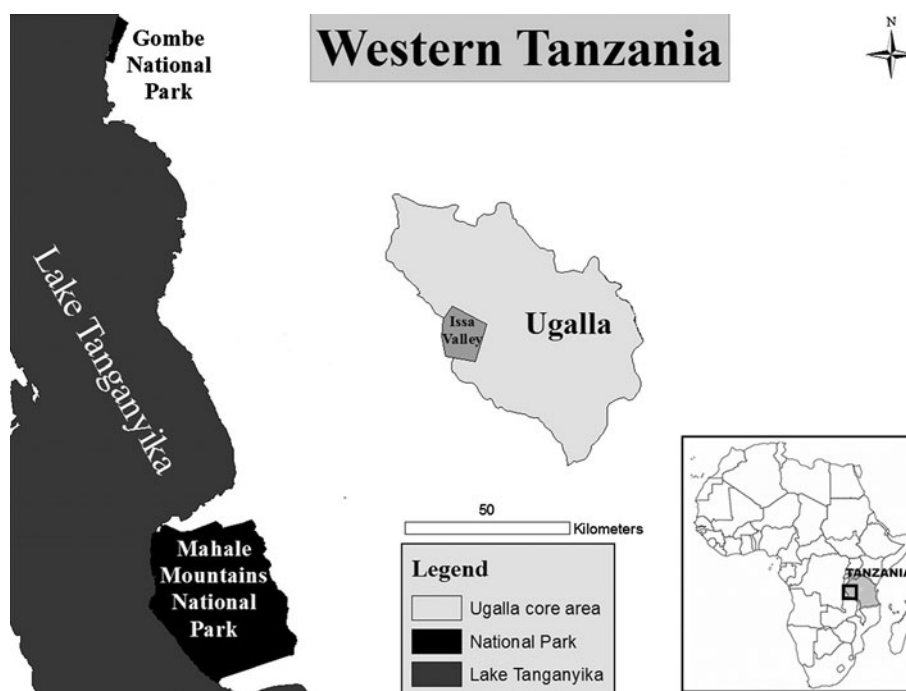 Western Tanzania
N
Gombe
National
Park
Lake Tanganyika
Issa
Valley
Ugalla
50
Kilometers
Mahale
Mountains
National
Park
Legend
Ugalla core area
National Park
Lake Tanganyika
TANZANIA